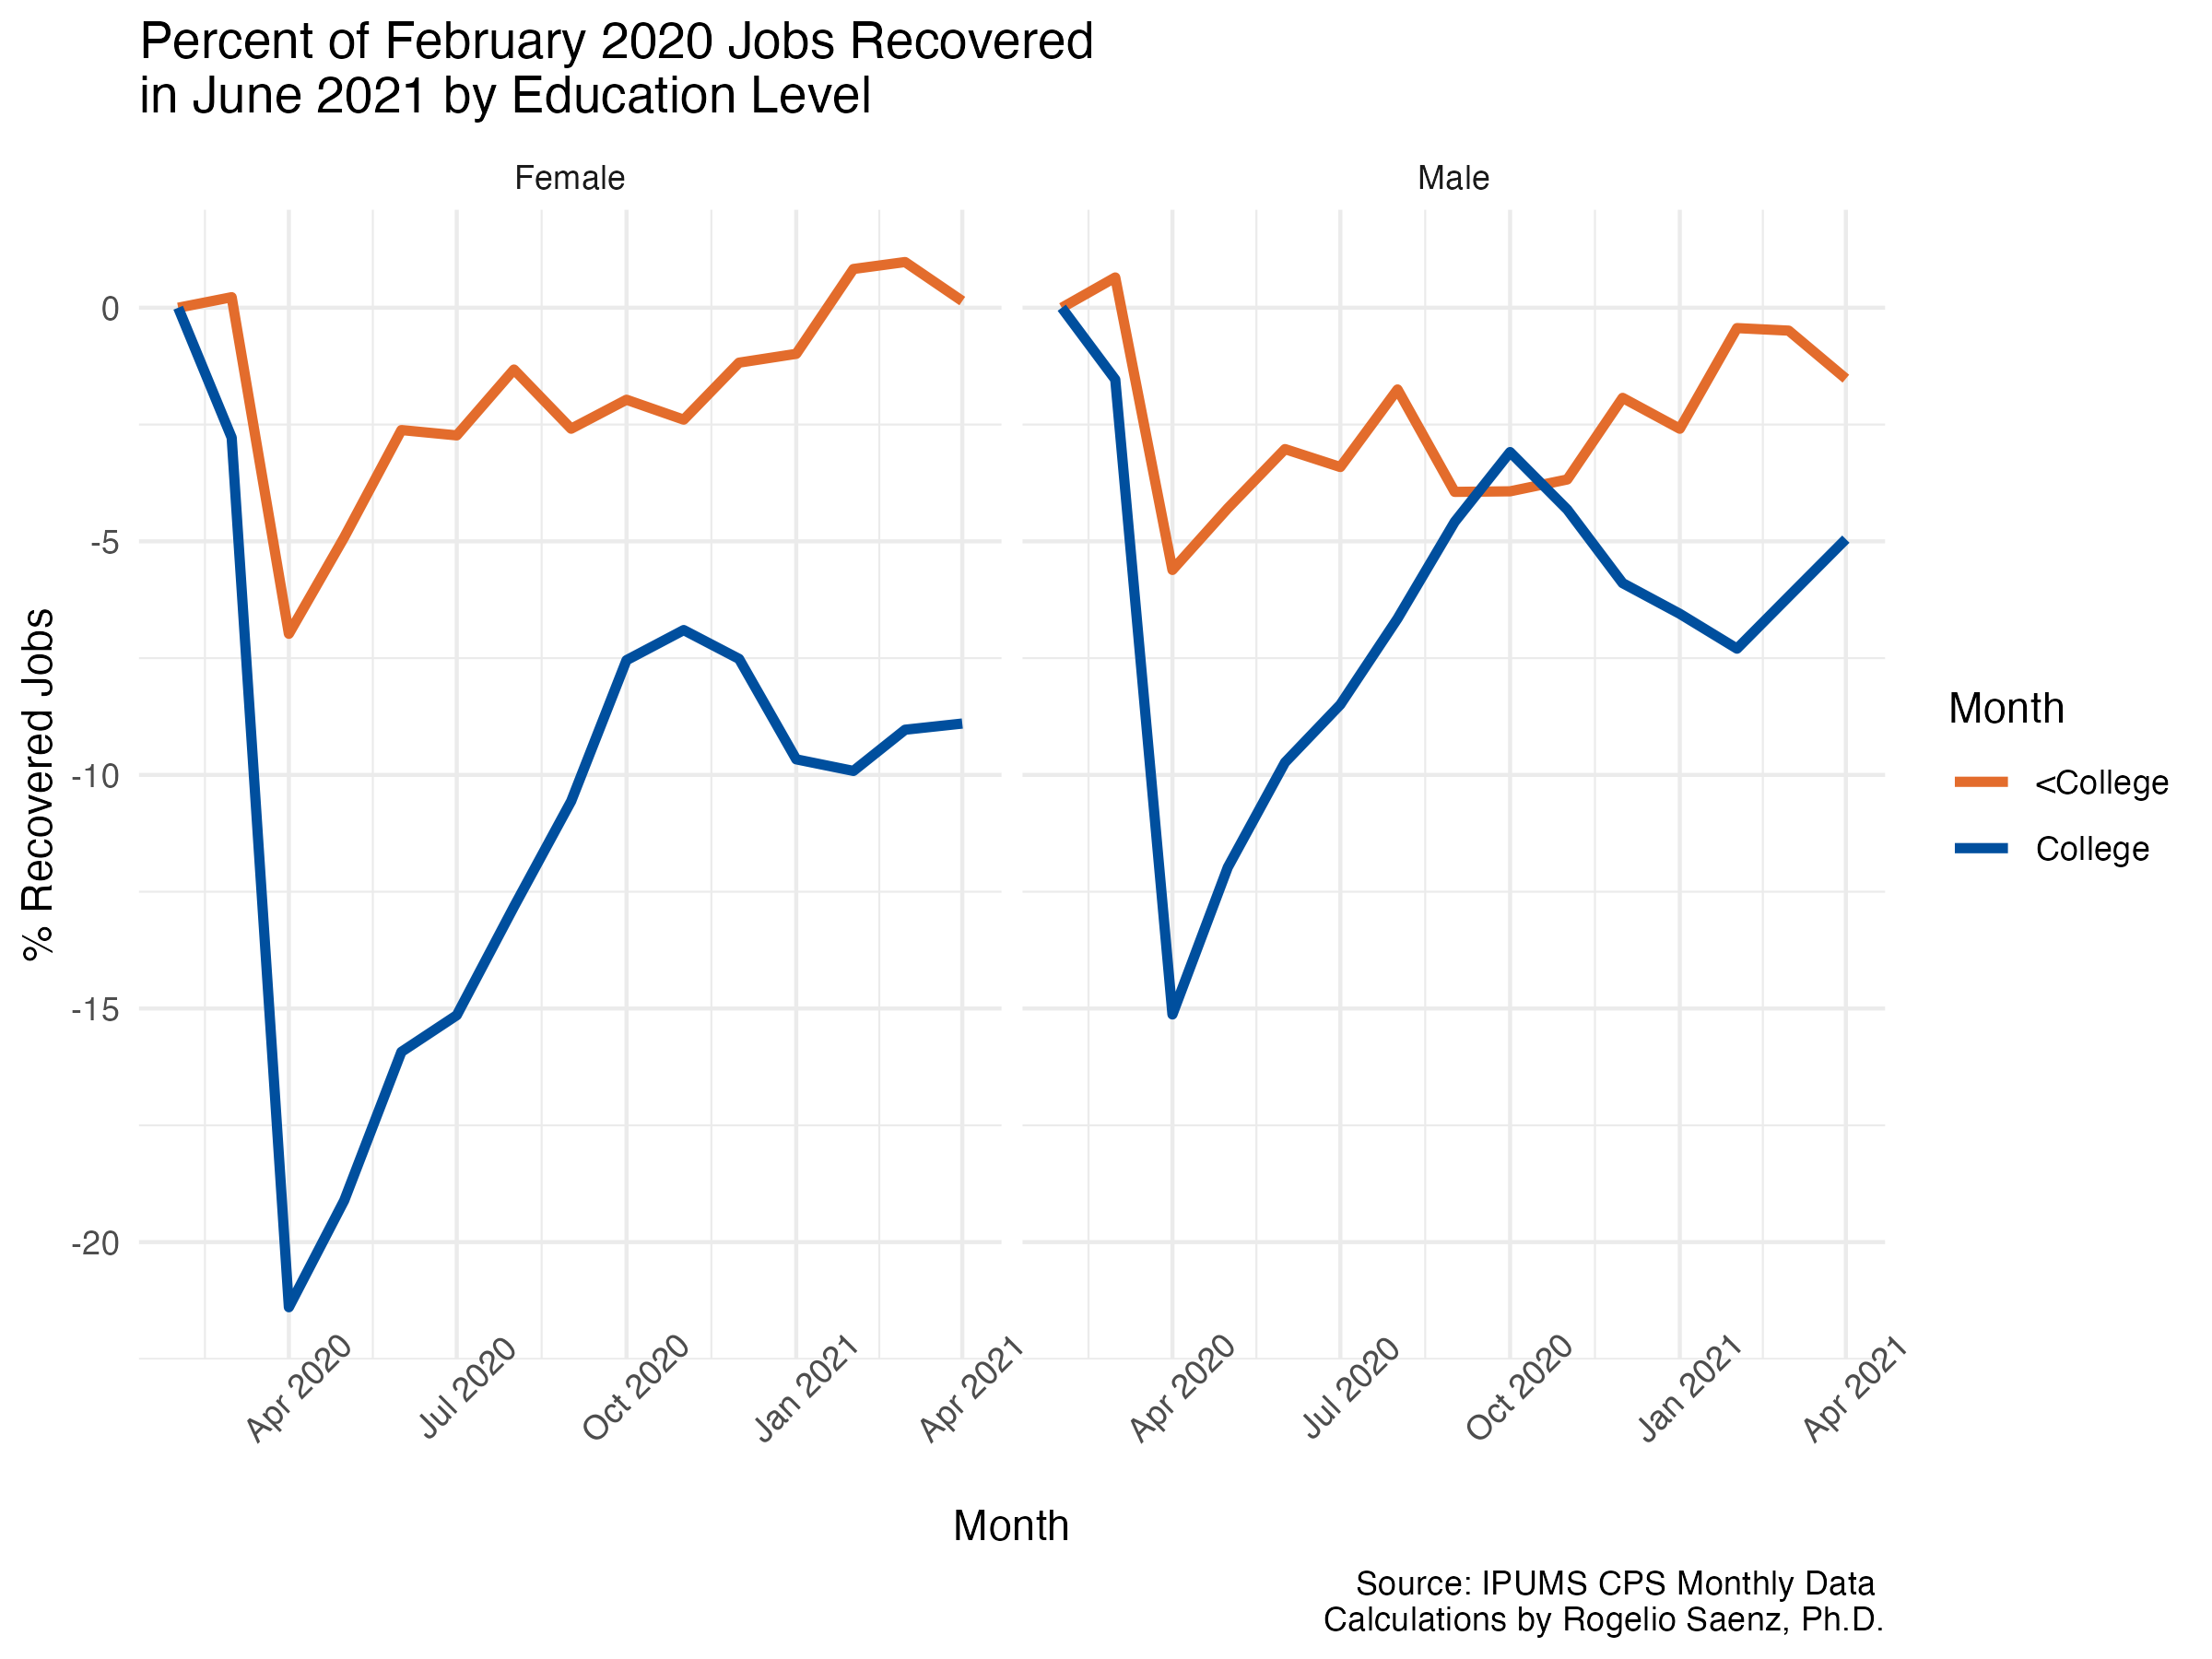 Percent of February 2020 Jobs Recovered
in June 2021 by Education Level
Female
Male
% Recovered Jobs
0
-5
-10
-15
-20
Apr 2020
Jul 2020
Oct 2020
Jan 2021
Apr 2021
Apr 2020
Jul 2020
Oct 2020
Jan 2021
Apr 2021
Month
Month
<College
College
Source: IPUMS CPS Monthly Data
Calculations by Rogelio Saenz, Ph.D.